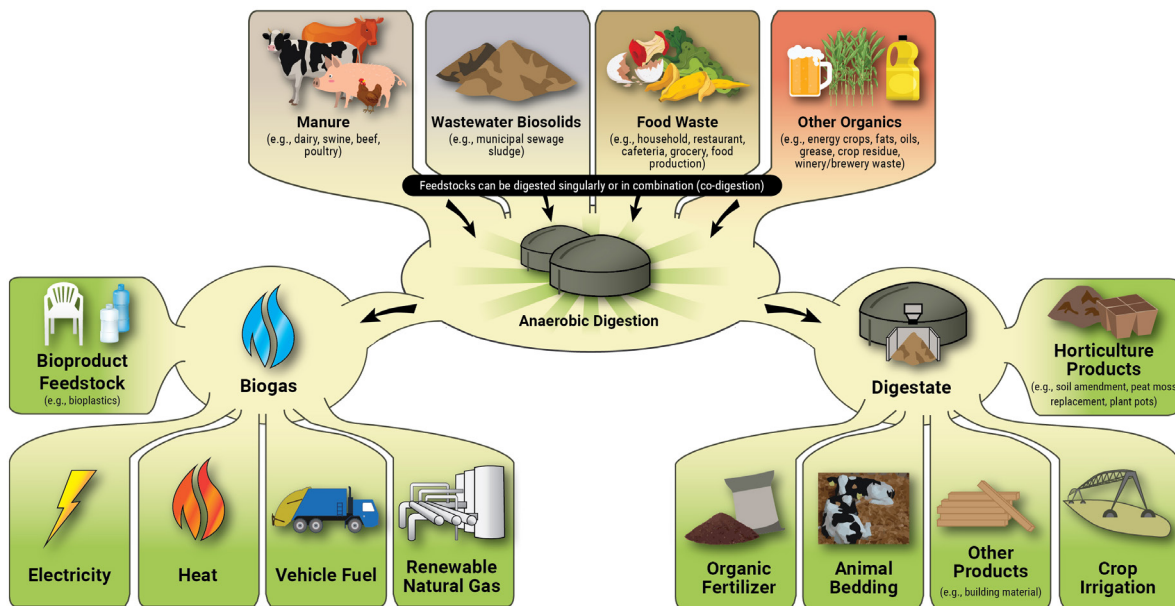 Manure
(e.g., dairy, swine, beef,
poultry)
Wastewater Biosolids
(e.g., municipal sewage
sludge)
Food Waste
(e.g., household, restaurant,
cafeteria, grocery, food
production)
Other Organics
(e.g., energy crops, fats, oils,
grease, crop residue,
winery/brewery waste)
Feedstocks can be digested singularly or in combination (co-digestion)
Anaerobic Digestion
Bioproduct
Feedstock
(e.g., bioplastics)
Biogas
Digestate
Horticulture
Products
(e.g., soil amendment, peat moss
replacement, plant pots)
Electricity
Heat
Vehicle Fuel
Renewable
Natural Gas
Organic
Fertilizer
Animal
Bedding
Other
Products
(e.g., building material)
Crop
Irrigation